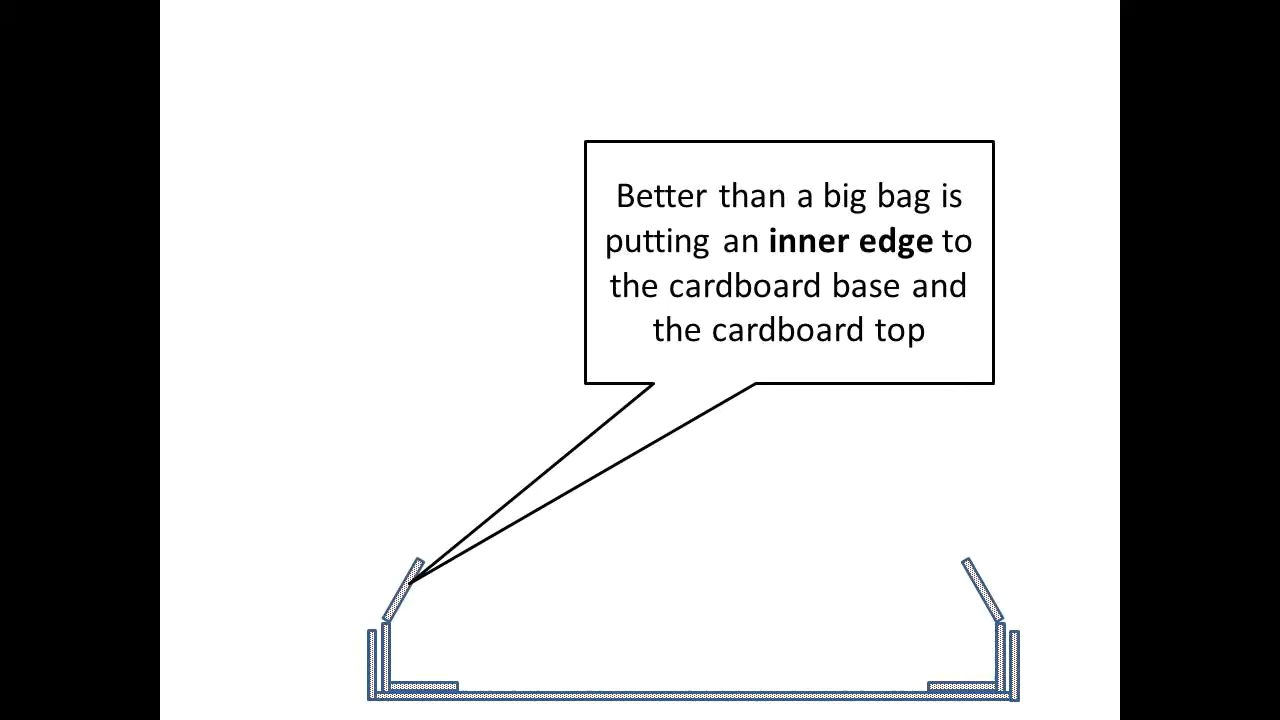 Better than a big bag is
putting an inner edge to
the cardboard base and
the cardboard top